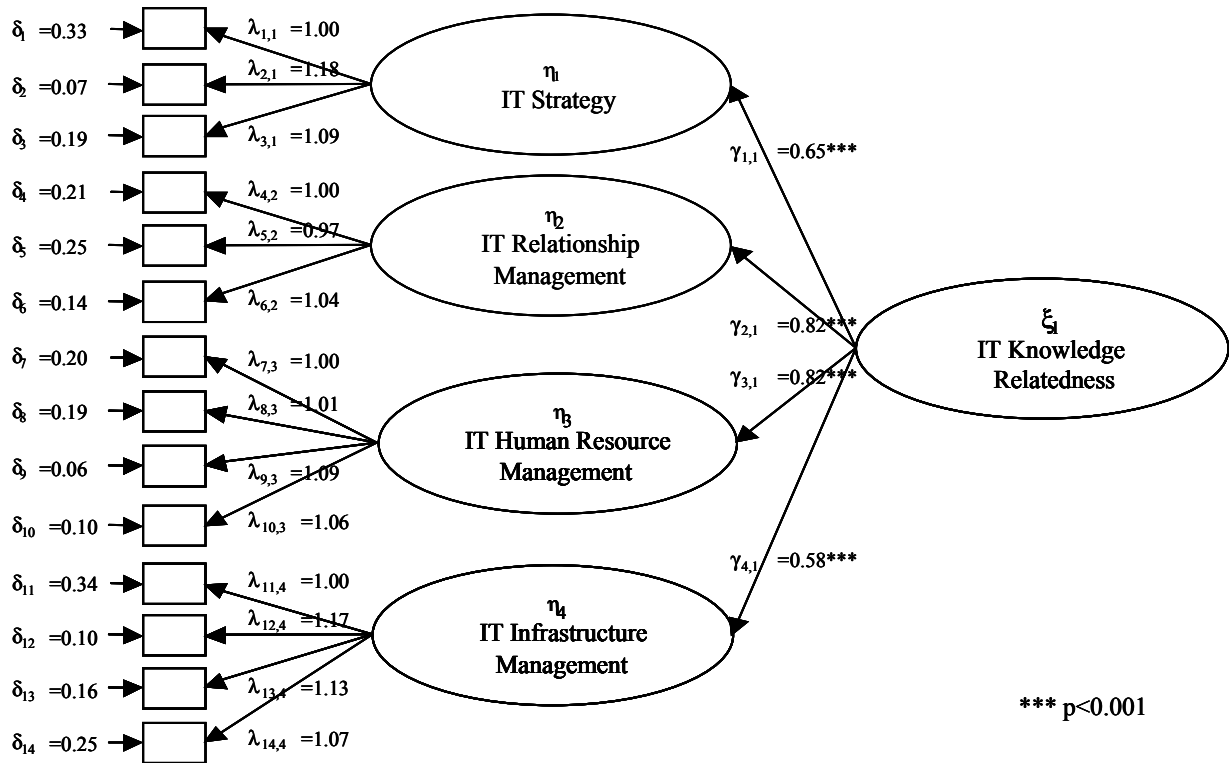 δ₁ =0.33
λ₁,₁ =1.00
δ₂ =0.07
λ₂,₁ =1.18
δ₃ =0.19
λ₃,₁ =1.09
η₁
IT Strategy
δ₄ =0.21
λ₄,₂ =1.00
δ₅ =0.25
λ₅,₂ =0.97
δ₆ =0.14
λ₆,₂ =1.04
η₂
IT Relationship
Management
δ₇ =0.20
λ₇,₃ =1.00
δ₈ =0.19
λ₈,₃ =1.01
δ₉ =0.06
λ₉,₃ =1.09
δ₁₀ =0.10
λ₁₀,₃ =1.06
η₃
IT Human Resource
Management
δ₁₁ =0.34
λ₁₁,₄ =1.00
δ₁₂ =0.10
λ₁₂,₄ =1.17
δ₁₃ =0.16
λ₁₃,₄ =1.13
δ₁₄ =0.25
λ₁₄,₄ =1.07
η₄
IT Infrastructure
Management
γ₁,₁ =0.65***
γ₂,₁ =0.82***
γ₃,₁ =0.82***
γ₄,₁ =0.58***
ξ₁
IT Knowledge
Relatedness
*** p<0.001